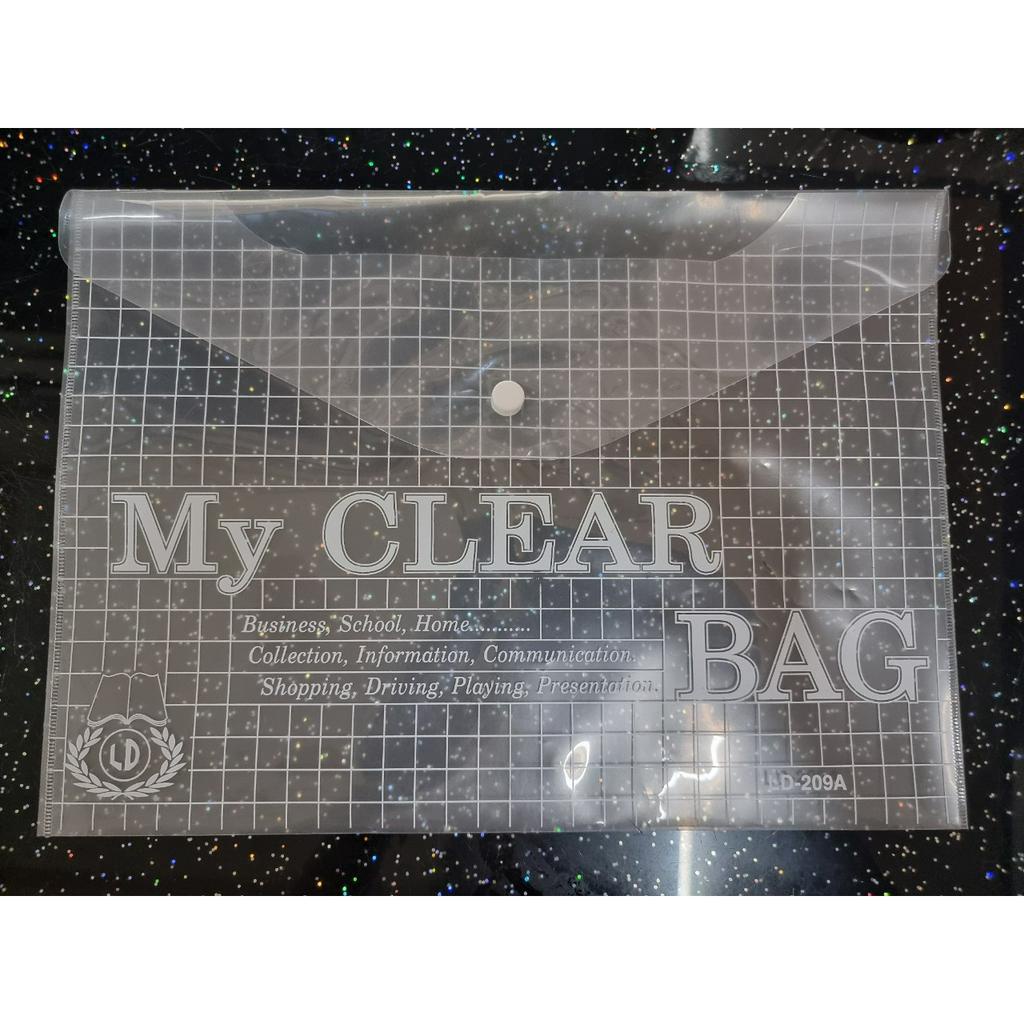 My CLEAR
BAG
Business, School, Home...........
Collection, Information, Communication.
Shopping, Driving, Playing, Presentation.
LD
LD-209A